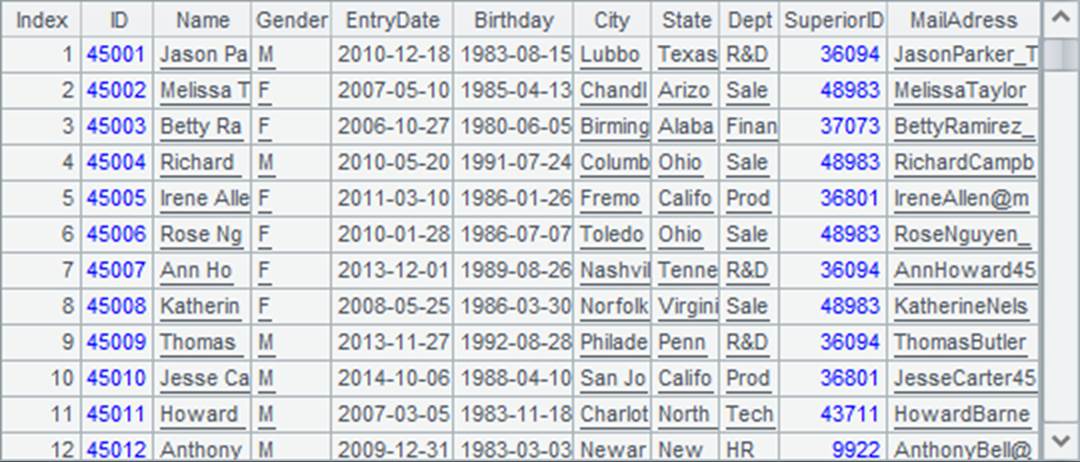 Index ID Name Gender EntryDate Birthday City State Dept SuperiorID MailAdress
1 45001 Jason Pa M 2010-12-18 1983-08-15 Lubbo Texas R&D 36094 JasonParker_T
2 45002 Melissa T F 2007-05-10 1985-04-13 Chandl Arizo Sale 48983 MelissaTaylor
3 45003 Betty Ra F 2006-10-27 1980-06-05 Birming Alaba Finan 37073 BettyRamirez_
4 45004 Richard M 2010-05-20 1991-07-24 Columb Ohio Sale 48983 RichardCampb
5 45005 Irene Alle F 2011-03-10 1986-01-26 Fremo Califo Prod 36801 IreneAllen@m
6 45006 Rose Ng F 2010-01-28 1986-07-07 Toledo Ohio Sale 48983 RoseNguyen_
7 45007 Ann Ho F 2013-12-01 1989-08-26 Nashvil Tenne R&D 36094 AnnHoward45
8 45008 Katherin F 2008-05-25 1986-03-30 Norfolk Virgini Sale 48983 KatherineNels
9 45009 Thomas M 2013-11-27 1992-08-28 Philade Penn R&D 36094 ThomasButler
10 45010 Jesse Ca M 2014-10-06 1988-04-10 San Jo Califo Prod 36801 JesseCarter45
11 45011 Howard M 2007-03-05 1983-11-18 Charlot North Tech 43711 HowardBarne
12 45012 Anthony M 2009-12-31 1983-03-03 Newar New HR 9922 AnthonyBell@